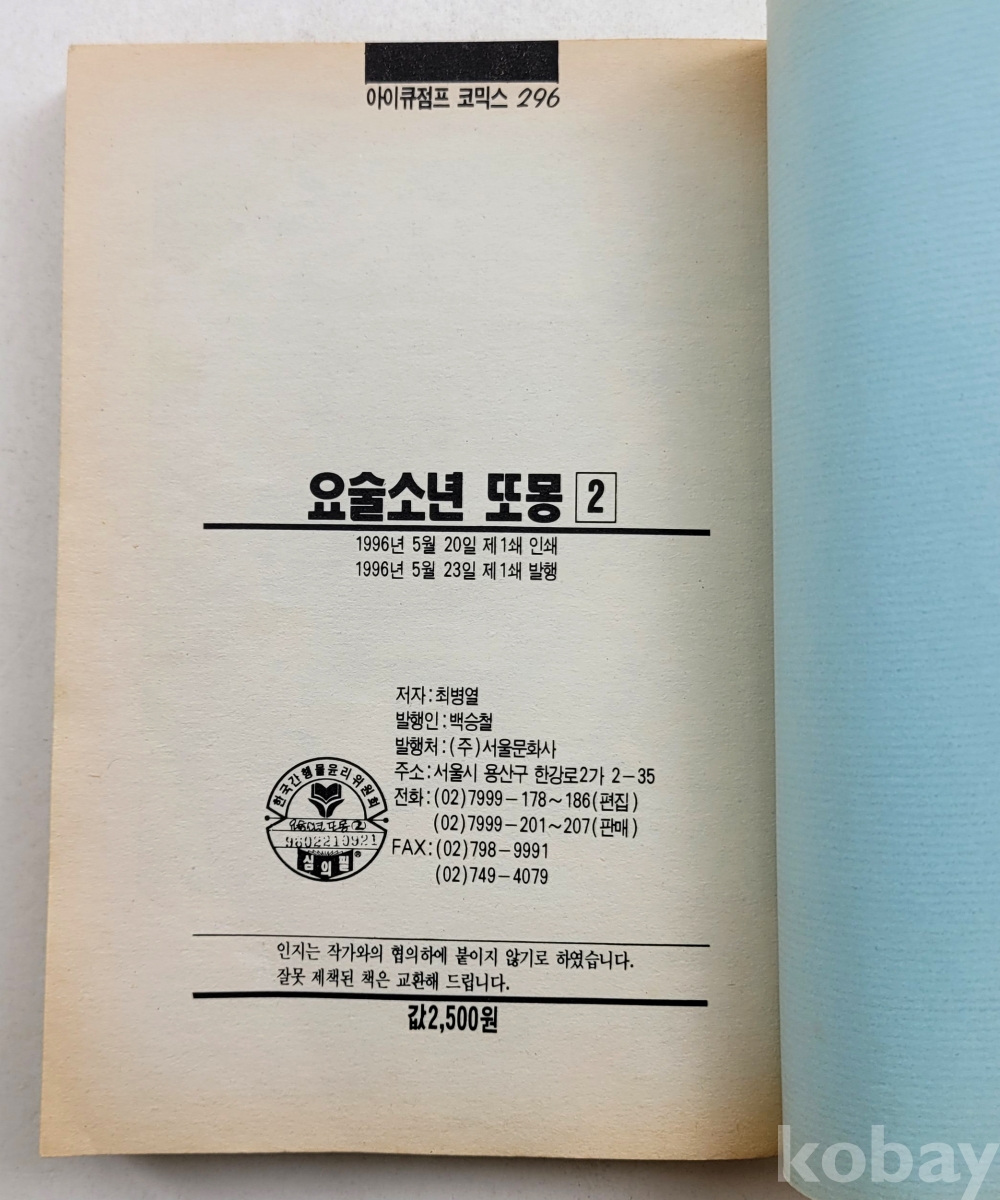 아이큐점프 코믹스 296
요술소년 또몽 2
1996년 5월 20일 제1쇄 인쇄
1996년 5월 23일 제1쇄 발행
저자:최병열
발행인:백승철
발행처:(주)서울문화사
주소:서울시 용산구 한강로2가 2-35
전화:(02)7999-178~186(편집)
(02)7999-201~207(판매)
FAX:(02)798-9991
(02)749-4079
한국간행물윤리위원회
요술소년 또몽(2)
9602210921
심의필
인지는 작가와의 협의하에 붙이지 않기로 하였습니다.
잘못 제책된 책은 교환해 드립니다.
값2,500원
kobay